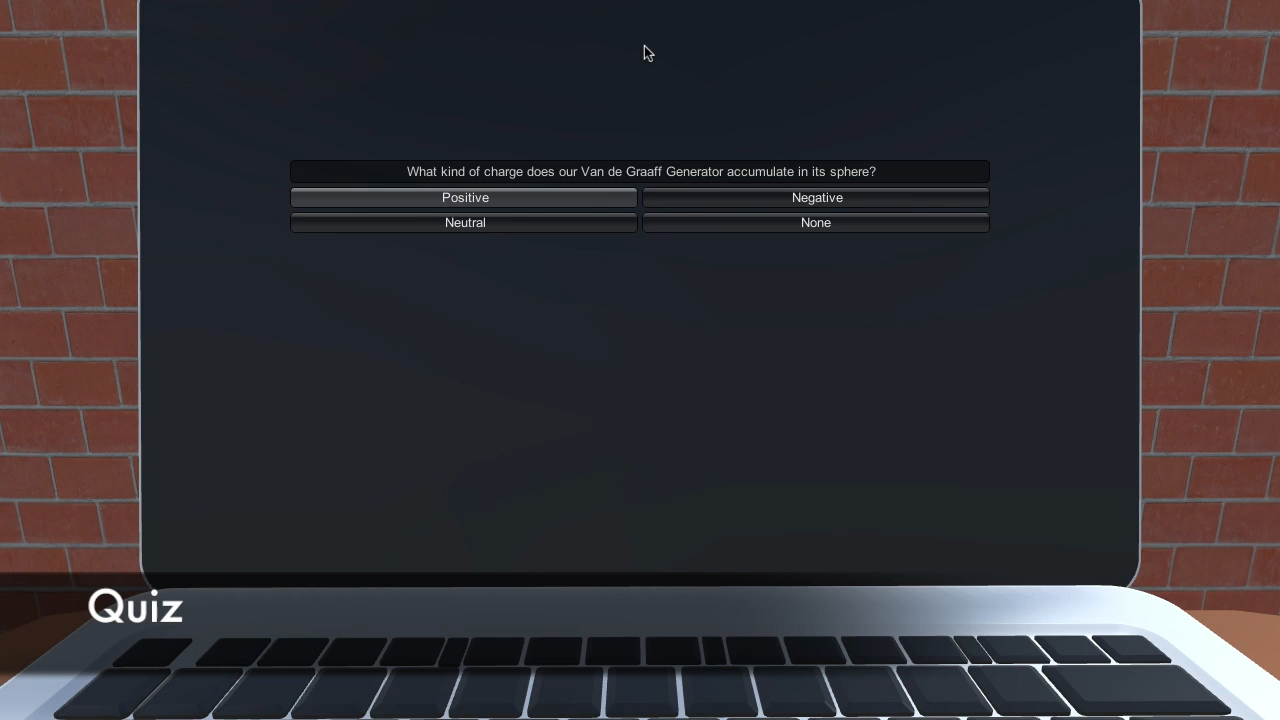 What kind of charge does our Van de Graaff Generator accumulate in its sphere?
Positive
Negative
Neutral
None
Quiz